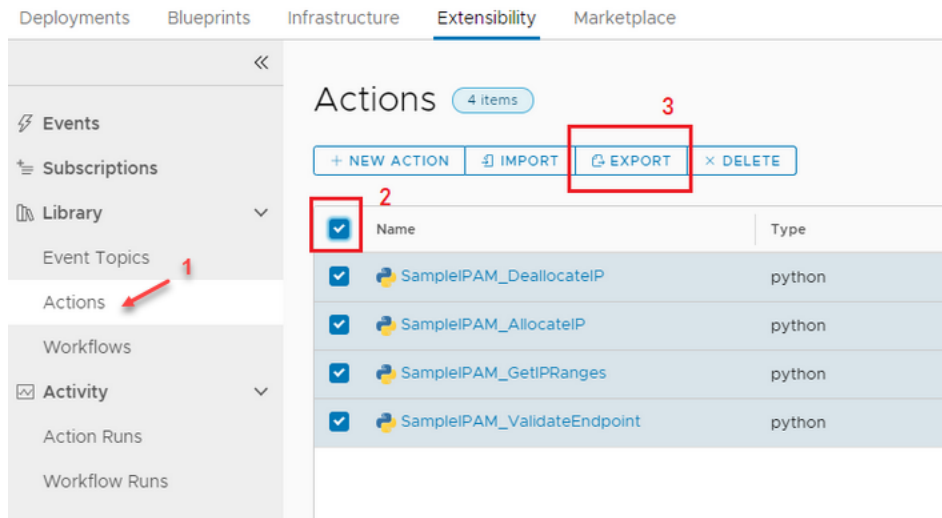 Deployments Blueprints Infrastructure Extensibility Marketplace
«
Events
Subscriptions
Library
Event Topics
1
Actions
Workflows
Activity
Action Runs
Workflow Runs
Actions 4 items
3
+ NEW ACTION IMPORT EXPORT × DELETE
2
Name Type
SampleIPAM_DeallocateIP python
SampleIPAM_AllocateIP python
SampleIPAM_GetIPRanges python
SampleIPAM_ValidateEndpoint python